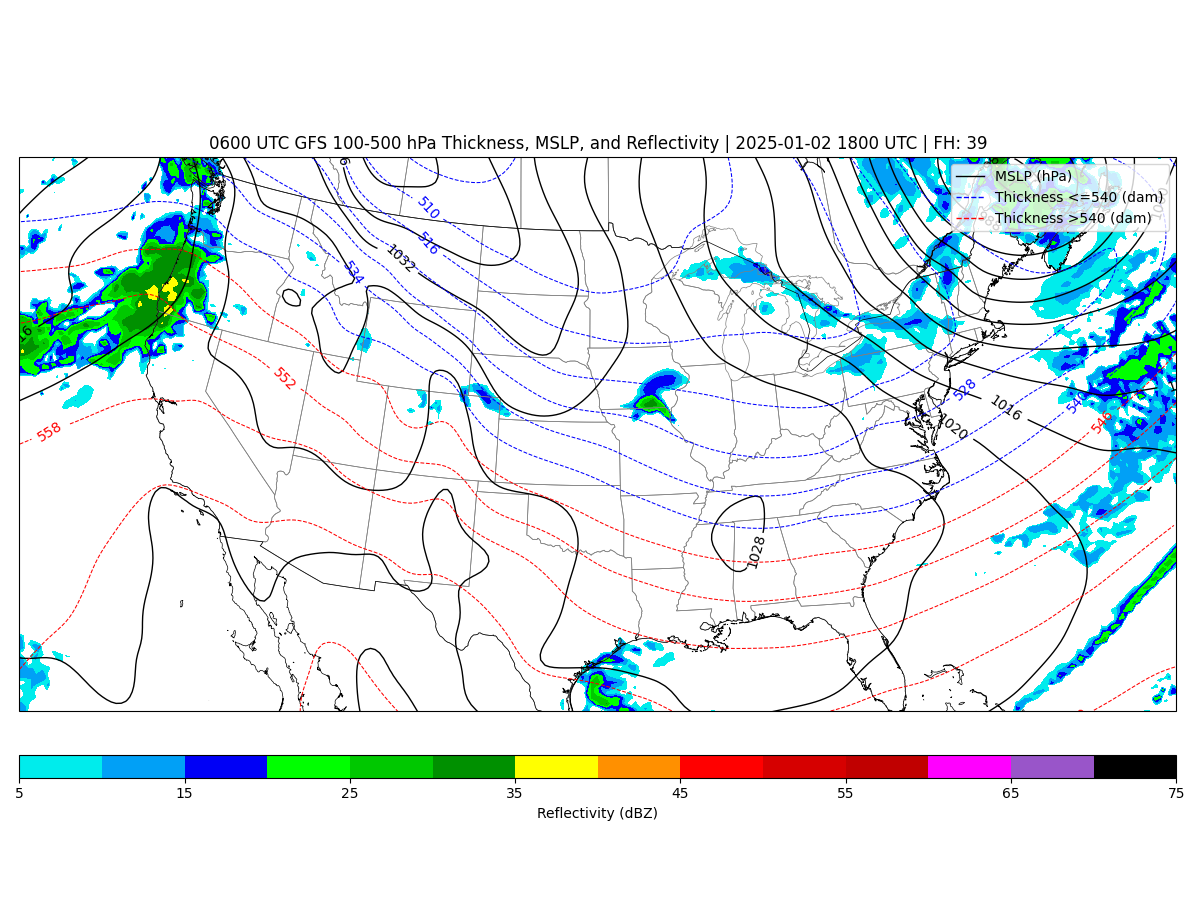 0600 UTC GFS 100-500 hPa Thickness, MSLP, and Reflectivity | 2025-01-02 1800 UTC | FH: 39
MSLP (hPa)
Thickness <=540 (dam)
Thickness >540 (dam)
510
516
534
1032
552
558
528
540
546
1016
1020
1028
5 15 25 35 45 55 65 75
Reflectivity (dBZ)